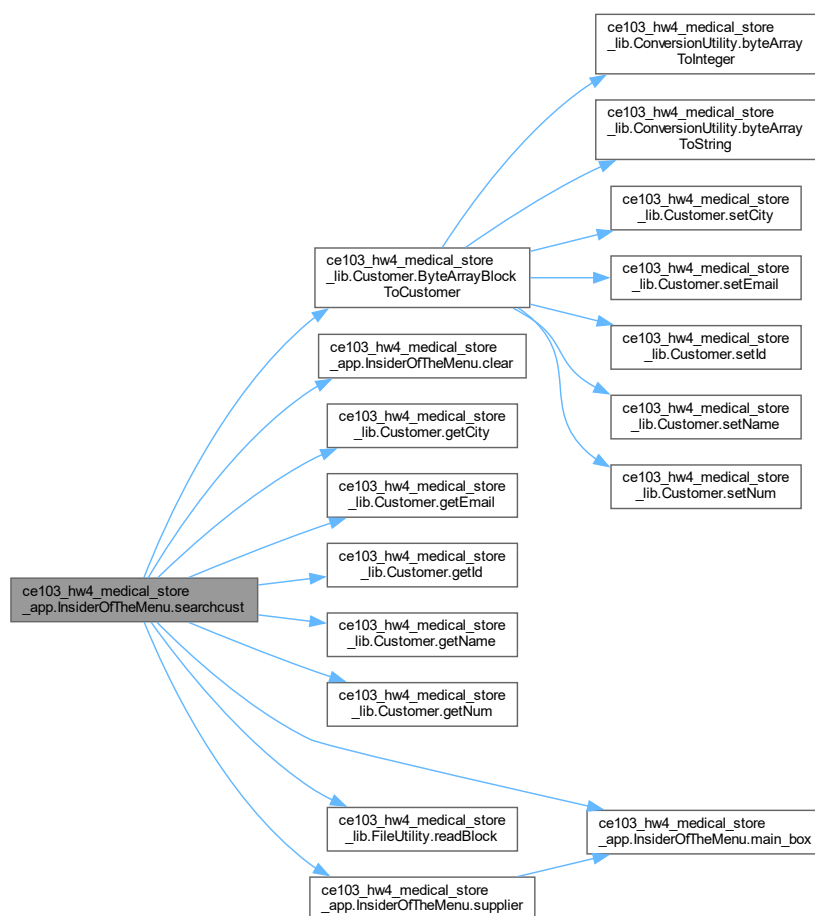 ce103_hw4_medical_store
_lib.ConversionUtility.byteArray
ToInteger
ce103_hw4_medical_store
_lib.ConversionUtility.byteArray
ToString
ce103_hw4_medical_store
_lib.Customer.setCity
ce103_hw4_medical_store
_lib.Customer.ByteArrayBlock
ToCustomer
ce103_hw4_medical_store
_lib.Customer.setEmail
ce103_hw4_medical_store
_lib.Customer.setId
ce103_hw4_medical_store
_app.InsiderOfTheMenu.clear
ce103_hw4_medical_store
_lib.Customer.setName
ce103_hw4_medical_store
_lib.Customer.getCity
ce103_hw4_medical_store
_lib.Customer.setNum
ce103_hw4_medical_store
_lib.Customer.getEmail
ce103_hw4_medical_store
_lib.Customer.getId
ce103_hw4_medical_store
_app.InsiderOfTheMenu.searchcust
ce103_hw4_medical_store
_lib.Customer.getName
ce103_hw4_medical_store
_lib.Customer.getNum
ce103_hw4_medical_store
_lib.FileUtility.readBlock
ce103_hw4_medical_store
_app.InsiderOfTheMenu.main_box
ce103_hw4_medical_store
_app.InsiderOfTheMenu.supplier